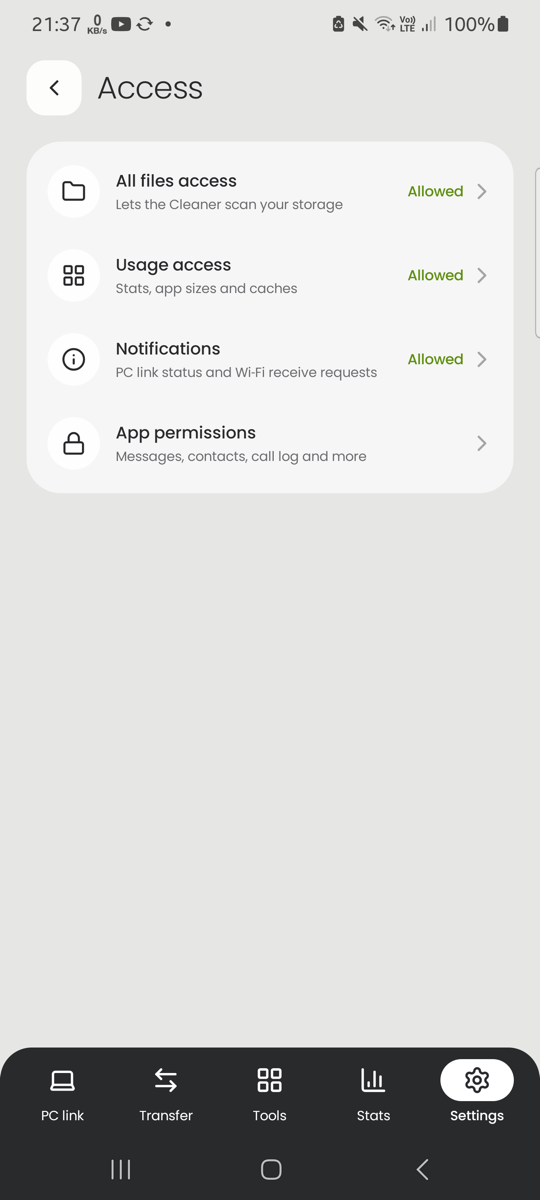 21:37 0 KB/s Vo)) LTE 100%
Access
All files access
Lets the Cleaner scan your storage
Allowed
Usage access
Stats, app sizes and caches
Allowed
Notifications
PC link status and Wi-Fi receive requests
Allowed
App permissions
Messages, contacts, call log and more
PC link
Transfer
Tools
Stats
Settings